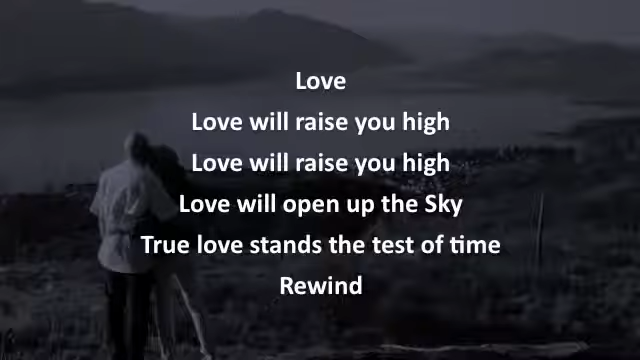 Love
Love will raise you high
Love will raise you high
Love will open up the Sky
True love stands the test of time
Rewind